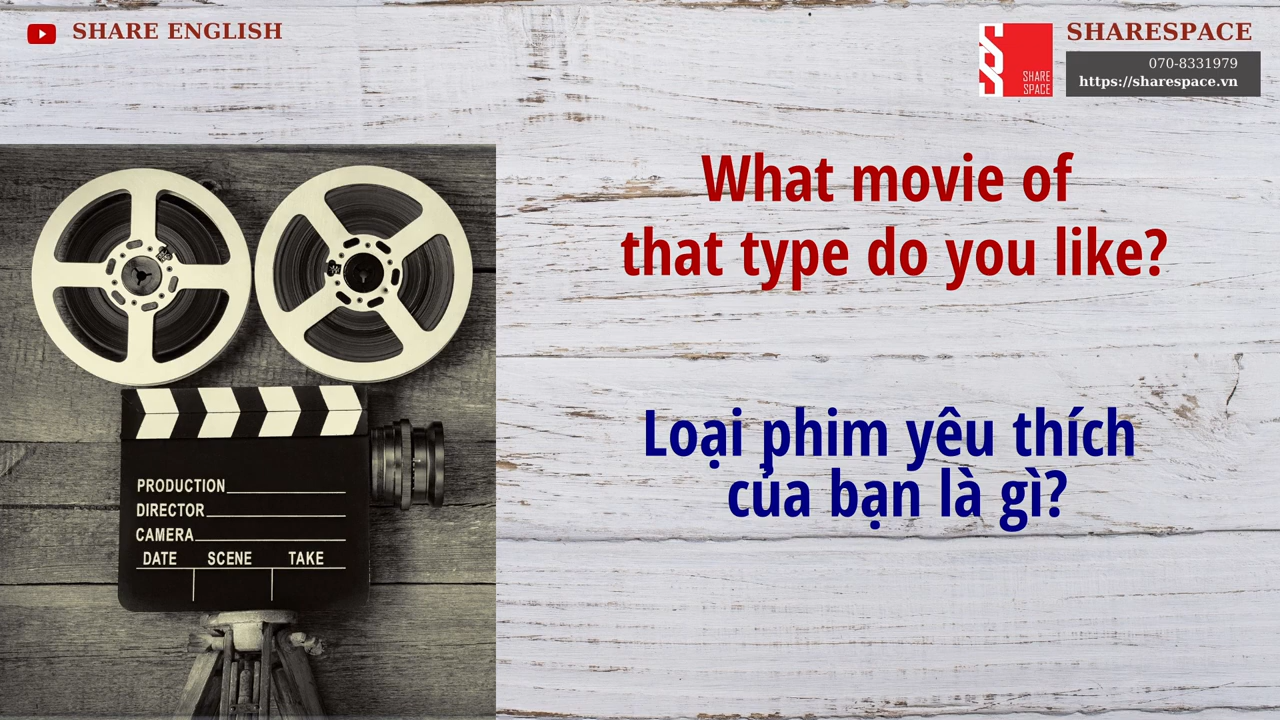 SHARE ENGLISH
SHARESPACE
070-8331979
https://sharespace.vn
SHARE
SPACE
What movie of
that type do you like?
Loại phim yêu thích
của bạn là gì?
PRODUCTION
DIRECTOR
CAMERA
DATE SCENE TAKE